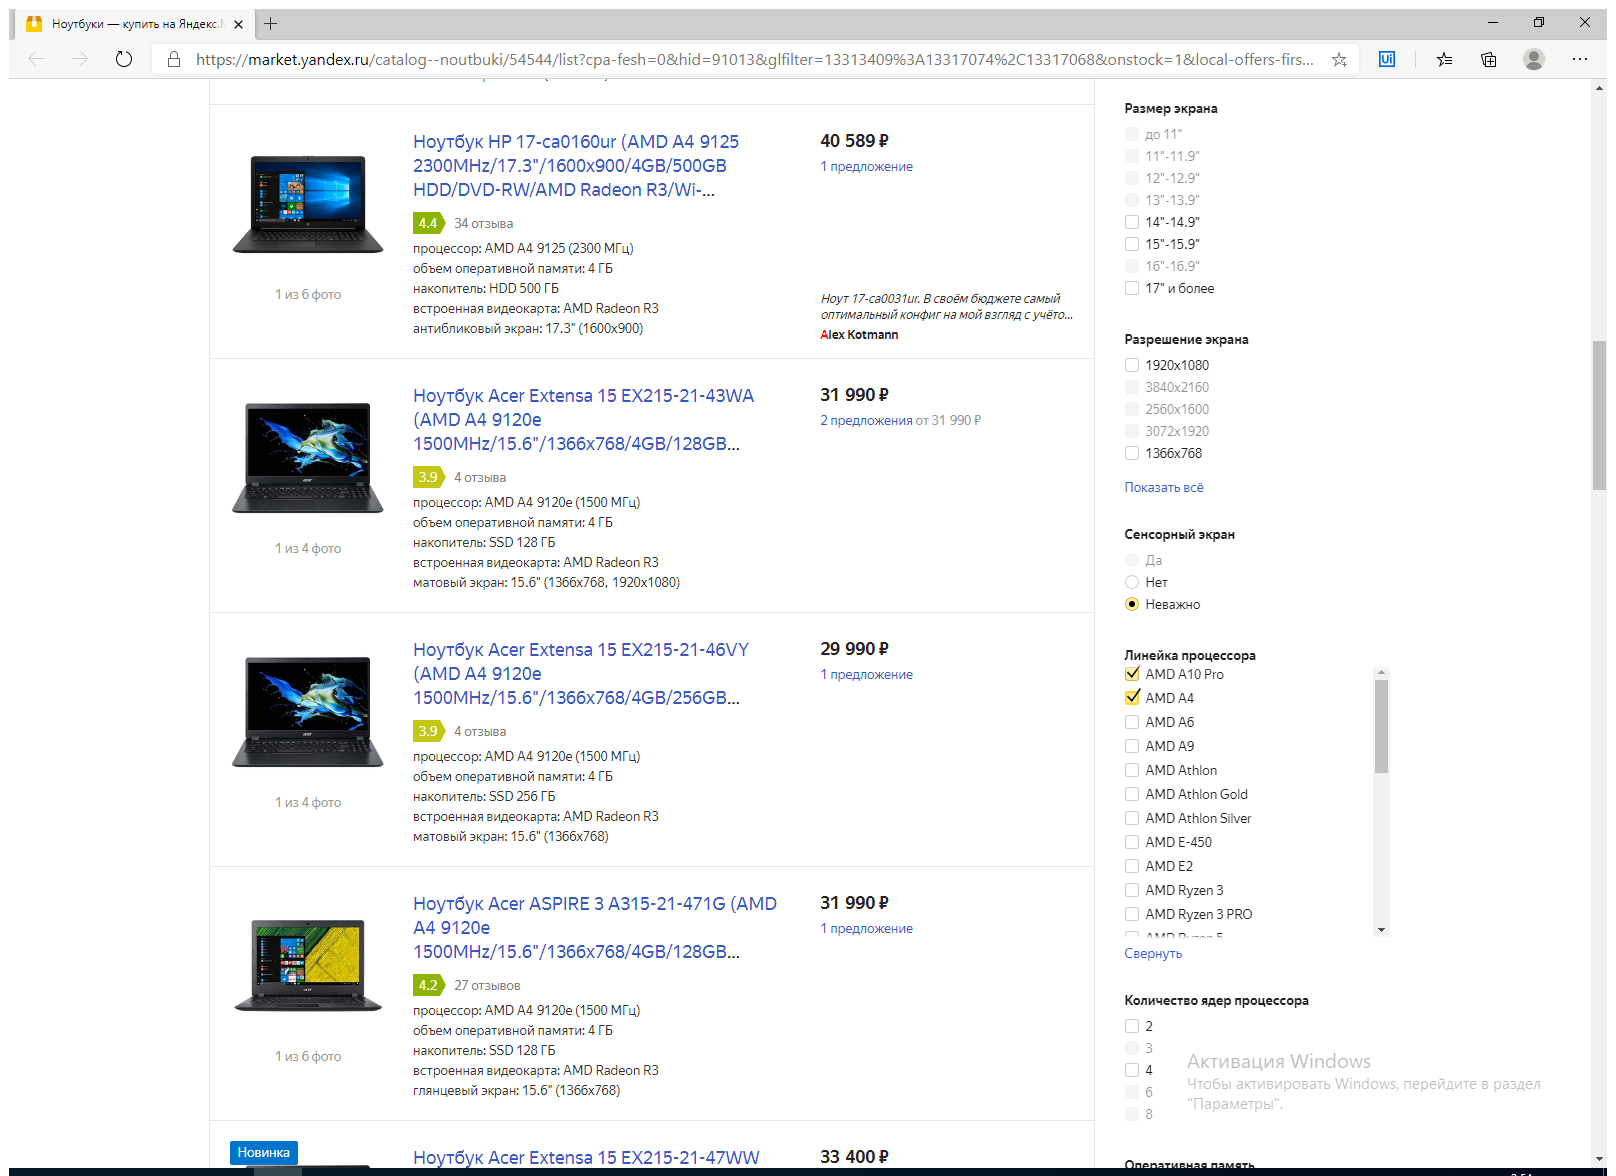 Ноутбуки — купить на Яндекс.
https://market.yandex.ru/catalog--noutbuki/54544/list?cpa-fesh=0&hid=91013&glfilter=13313409%3A13317074%2C13317068&onstock=1&local-offers-firs...
Ноутбук HP 17-ca0160ur (AMD A4 9125
2300MHz/17.3"/1600x900/4GB/500GB
HDD/DVD-RW/AMD Radeon R3/Wi-...
4.4 34 отзыва
процессор: AMD A4 9125 (2300 МГц)
объем оперативной памяти: 4 ГБ
накопитель: HDD 500 ГБ
встроенная видеокарта: AMD Radeon R3
антибликовый экран: 17.3" (1600x900)
1 из 6 фото
40 589 ₽
1 предложение
Ноут 17-ca0031ur. В своём бюджете самый
оптимальный конфиг на мой взгляд с учёто...
Alex Kotmann
Ноутбук Acer Extensa 15 EX215-21-43WA
(AMD A4 9120e
1500MHz/15.6"/1366x768/4GB/128GB...
3.9 4 отзыва
процессор: AMD A4 9120e (1500 МГц)
объем оперативной памяти: 4 ГБ
накопитель: SSD 128 ГБ
встроенная видеокарта: AMD Radeon R3
матовый экран: 15.6" (1366x768, 1920x1080)
1 из 4 фото
31 990 ₽
2 предложения от 31 990 ₽
Ноутбук Acer Extensa 15 EX215-21-46VY
(AMD A4 9120e
1500MHz/15.6"/1366x768/4GB/256GB...
3.9 4 отзыва
процессор: AMD A4 9120e (1500 МГц)
объем оперативной памяти: 4 ГБ
накопитель: SSD 256 ГБ
встроенная видеокарта: AMD Radeon R3
матовый экран: 15.6" (1366x768)
1 из 4 фото
29 990 ₽
1 предложение
Ноутбук Acer ASPIRE 3 A315-21-471G (AMD
A4 9120e
1500MHz/15.6"/1366x768/4GB/128GB...
4.2 27 отзывов
процессор: AMD A4 9120e (1500 МГц)
объем оперативной памяти: 4 ГБ
накопитель: SSD 128 ГБ
встроенная видеокарта: AMD Radeon R3
глянцевый экран: 15.6" (1366x768)
1 из 6 фото
31 990 ₽
1 предложение
Новинка
Ноутбук Acer Extensa 15 EX215-21-47WW
33 400 ₽
Размер экрана
до 11"
11"-11.9"
12"-12.9"
13"-13.9"
14"-14.9"
15"-15.9"
16"-16.9"
17" и более
Разрешение экрана
1920x1080
3840x2160
2560x1600
3072x1920
1366x768
Показать всё
Сенсорный экран
Да
Нет
Неважно
Линейка процессора
AMD A10 Pro
AMD A4
AMD A6
AMD A9
AMD Athlon
AMD Athlon Gold
AMD Athlon Silver
AMD E-450
AMD E2
AMD Ryzen 3
AMD Ryzen 3 PRO
AMD Ryzen 5
Свернуть
Количество ядер процессора
2
3
4
6
8
Оперативная память
Активация Windows
Чтобы активировать Windows, перейдите в раздел
"Параметры".